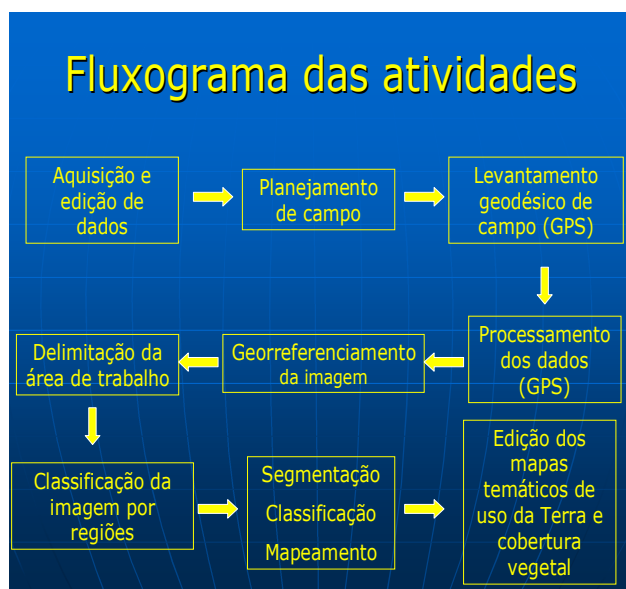 Fluxograma das atividades
Aquisição e
edição de
dados
Planejamento
de campo
Levantamento
geodésico de
campo (GPS)
Processamento
dos dados
(GPS)
Georreferenciamento
da imagem
Delimitação da
área de trabalho
Classificação da
imagem por
regiões
Segmentação
Classificação
Mapeamento
Edição dos
mapas
temáticos de
uso da Terra e
cobertura
vegetal